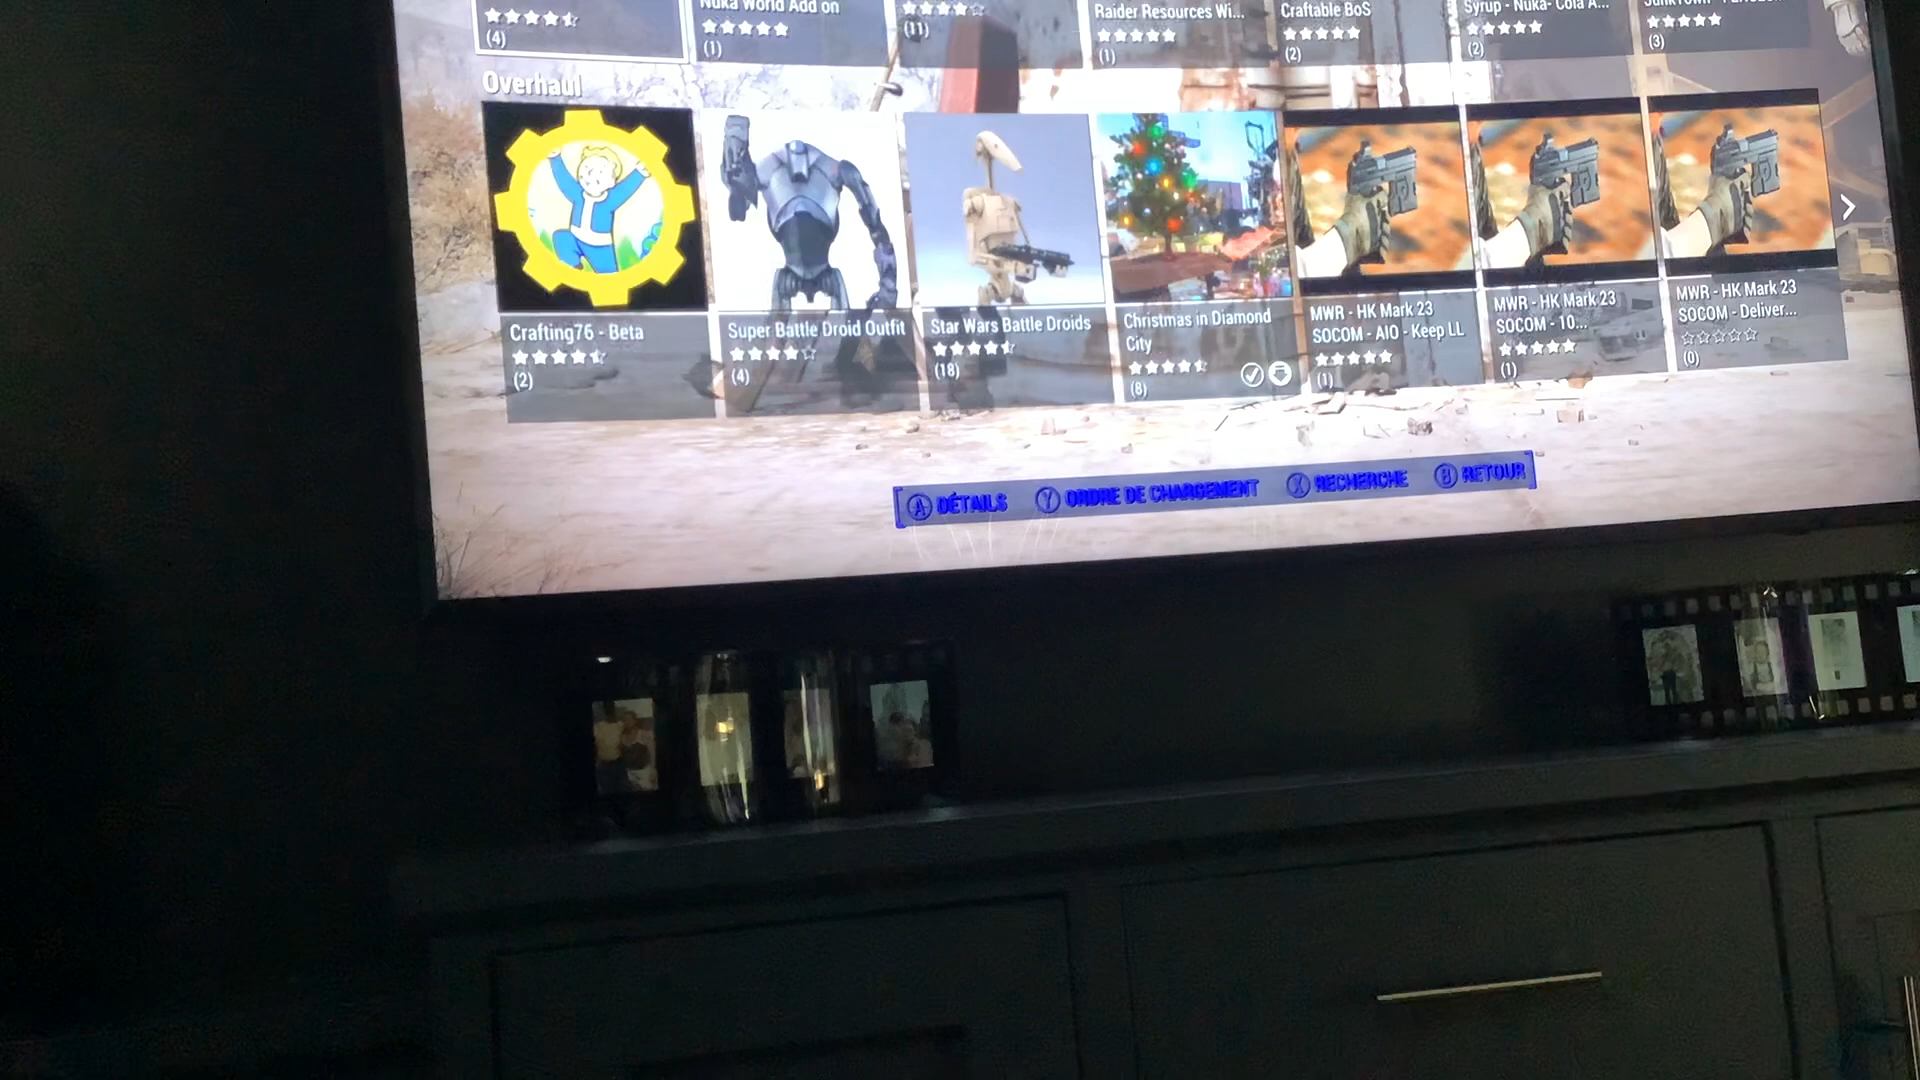 (4)
Nuka World Add on
(1)
(11)
Raider Resources Wi...
(1)
Craftable BoS
(2)
Syrup - Nuka- Cola A...
(2)
(3)
Overhaul
Crafting76 - Beta
(2)
Super Battle Droid Outfit
(4)
Star Wars Battle Droids
(18)
Christmas in Diamond
City
(8)
MWR - HK Mark 23
SOCOM - AIO - Keep LL
(1)
MWR - HK Mark 23
SOCOM - 10...
(1)
MWR - HK Mark 23
SOCOM - Deliver...
(0)
A DÉTAILS Y ORDRE DE CHARGEMENT X RECHERCHE B RETOUR